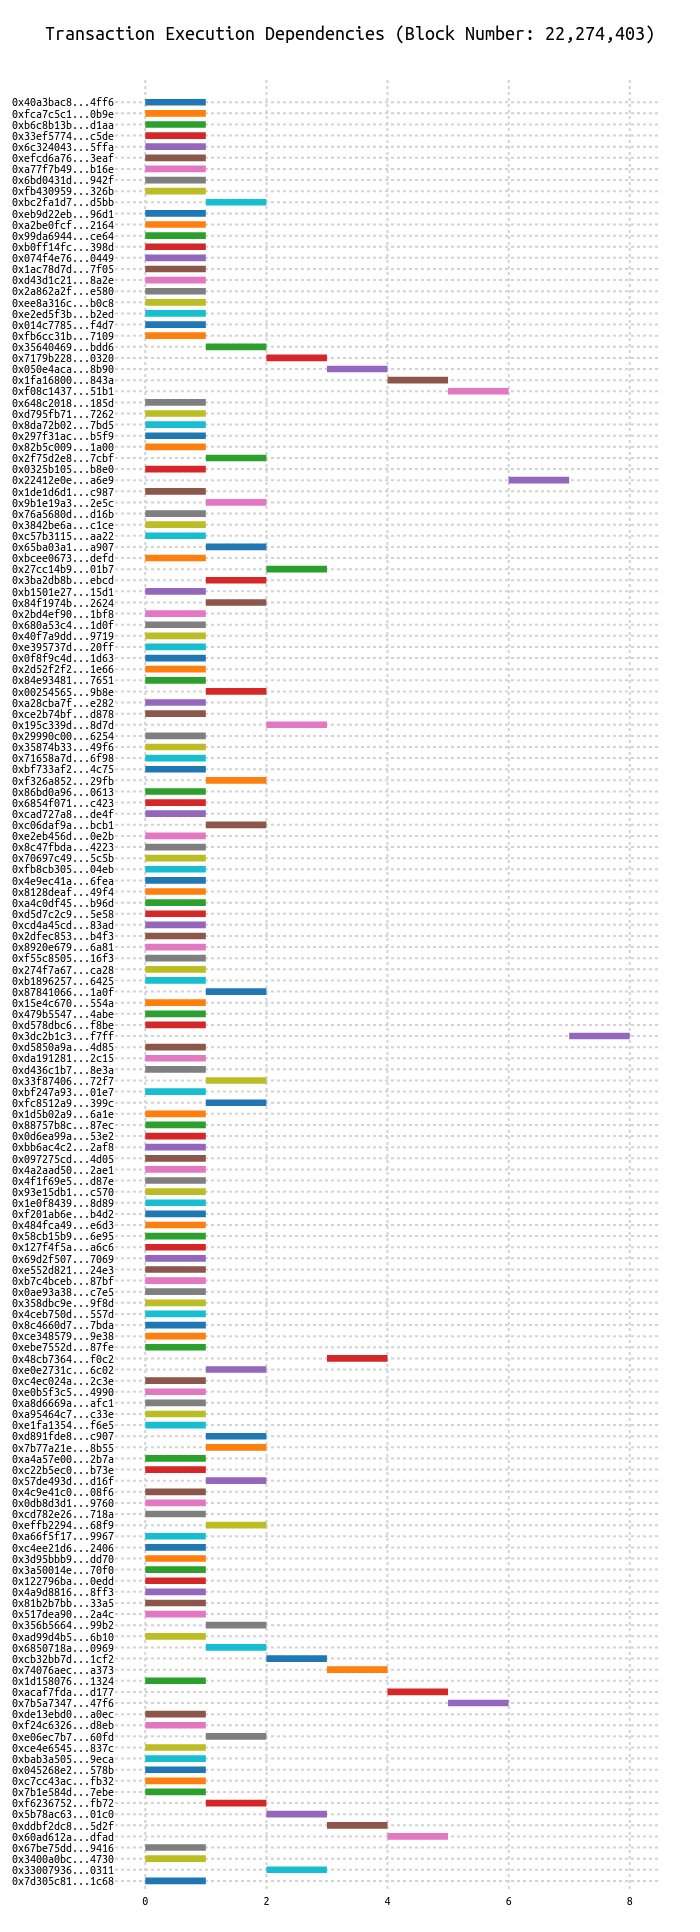 Transaction Execution Dependencies (Block Number: 22,274,403)
0x40a3bac8...4ff6
0xfca7c5c1...0b9e
0xb6c8b13b...d1aa
0x33ef5774...c5de
0x6c324043...5ffa
0xefcd6a76...3eaf
0xa77f7b49...b16e
0x6bd0431d...942f
0xfb430959...326b
0xbc2fa1d7...d5bb
0xeb9d22eb...96d1
0xa2be0fcf...2164
0x99da6944...ce64
0xb0ff14fc...398d
0x074f4e76...0449
0x1ac78d7d...7f05
0xd43d1c21...8a2e
0x2a862a2f...e580
0xee8a316c...b0c8
0xe2ed5f3b...b2ed
0x014c7785...f4d7
0xfb6cc31b...7109
0x35640469...bdd6
0x7179b228...0320
0x050e4aca...8b90
0x1fa16800...843a
0xf08c1437...51b1
0x648c2018...185d
0xd795fb71...7262
0x8da72b02...7bd5
0x297f31ac...b5f9
0x82b5c009...1a00
0x2f75d2e8...7cbf
0x0325b105...b8e0
0x22412e0e...a6e9
0x1de1d6d1...c987
0x9b1e19a3...2e5c
0x76a5680d...d16b
0x3842be6a...c1ce
0xc57b3115...aa22
0x65ba03a1...a907
0xbcee0673...defd
0x27cc14b9...01b7
0x3ba2db8b...ebcd
0xb1501e27...15d1
0x84f1974b...2624
0x2bd4ef90...1bf8
0x680a53c4...1d0f
0x40f7a9dd...9719
0xe395737d...20ff
0x0f8f9c4d...1d63
0x2d52f2f2...1e66
0x84e93481...7651
0x00254565...9b8e
0xa28cba7f...e282
0xce2b74bf...d878
0x195c339d...8d7d
0x29990c00...6254
0x35874b33...49f6
0x71658a7d...6f98
0xbf733af2...4c75
0xf326a852...29fb
0x86bd0a96...0613
0x6854f071...c423
0xcad727a8...de4f
0xc06daf9a...bcb1
0xe2eb456d...0e2b
0x8c47fbda...4223
0x70697c49...5c5b
0xfb8cb305...04eb
0x4e9ec41a...6fea
0x8128deaf...49f4
0xa4c0df45...b96d
0xd5d7c2c9...5e58
0xcd4a45cd...83ad
0x2dfec853...b4f3
0x8920e679...6a81
0xf55c8505...16f3
0x274f7a67...ca28
0xb1896257...6425
0x87841066...1a0f
0x15e4c670...554a
0x479b5547...4abe
0xd578dbc6...f8be
0x3dc2b1c3...f7ff
0xd5850a9a...4d85
0xda191281...2c15
0xd436c1b7...8e3a
0x33f87406...72f7
0xbf247a93...01e7
0xfc8512a9...399c
0x1d5b02a9...6a1e
0x88757b8c...87ec
0x0d6ea99a...53e2
0xbb6ac4c2...2af8
0x097275cd...4d05
0x4a2aad50...2ae1
0x4f1f69e5...d87e
0x93e15db1...c570
0x1e0f8439...8d89
0xf201ab6e...b4d2
0x484fca49...e6d3
0x58cb15b9...6e95
0x127f4f5a...a6c6
0x69d2f507...7069
0xe552d821...24e3
0xb7c4bceb...87bf
0x0ae93a38...c7e5
0x358dbc9e...9f8d
0x4ceb750d...557d
0x8c4660d7...7bda
0xce348579...9e38
0xebe7552d...87fe
0x48cb7364...f0c2
0xe0e2731c...6c02
0xc4ec024a...2c3e
0xe0b5f3c5...4990
0xa8d6669a...afc1
0xa95464c7...c33e
0xe1fa1354...f6e5
0xd891fde8...c907
0x7b77a21e...8b55
0xa4a57e00...2b7a
0xc22b5ec0...b73e
0x57de493d...d16f
0x4c9e41c0...08f6
0x0db8d3d1...9760
0xcd782e26...718a
0xeffb2294...68f9
0xa66f5f17...9967
0xc4ee21d6...2406
0x3d95bbb9...dd70
0x3a50014e...70f0
0x122796ba...0edd
0x4a9d8816...8ff3
0x81b2b7bb...33a5
0x517dea90...2a4c
0x356b5664...99b2
0xad99d4b5...6b10
0x6850718a...0969
0xcb32bb7d...1cf2
0x74076aec...a373
0x1d158076...1324
0xacaf7fda...d177
0x7b5a7347...47f6
0xde13ebd0...a0ec
0xf24c6326...d8eb
0xe06ec7b7...60fd
0xce4e6545...837c
0xbab3a505...9eca
0x045268e2...578b
0xc7cc43ac...fb32
0x7b1e584d...7ebe
0xf6236752...fb72
0x5b78ac63...01c0
0xddbf2dc8...5d2f
0x60ad612a...dfad
0x67be75dd...9416
0x3400a0bc...4730
0x33007936...0311
0x7d305c81...1c68
0 2 4 6 8